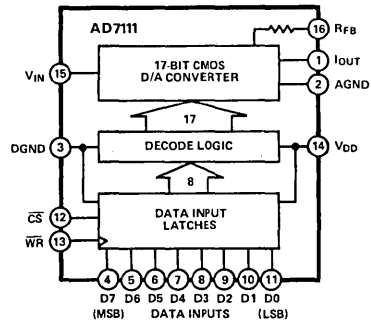 AD7111
16
RFB
17-BIT CMOS
D/A CONVERTER
1
IOUT
VIN
15
2
AGND
17
DGND
3
DECODE LOGIC
14
VDD
8
CS
12
DATA INPUT
LATCHES
WR
13
4 5 6 7 8 9 10 11
D7 D6 D5 D4 D3 D2 D1 D0
(MSB) DATA INPUTS (LSB)